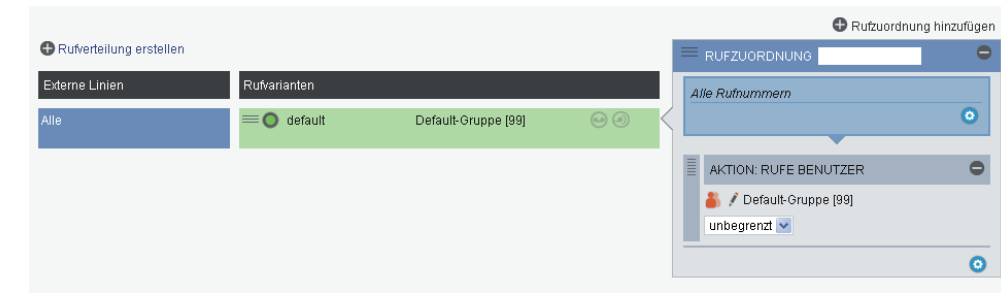 Rufzuordnung hinzufügen
Rufverteilung erstellen
RUFZUORDNUNG
Externe Linien
Rufvarianten
Alle Rufnummern
Alle
default
Default-Gruppe [99]
AKTION: RUFE BENUTZER
Default-Gruppe [99]
unbegrenzt